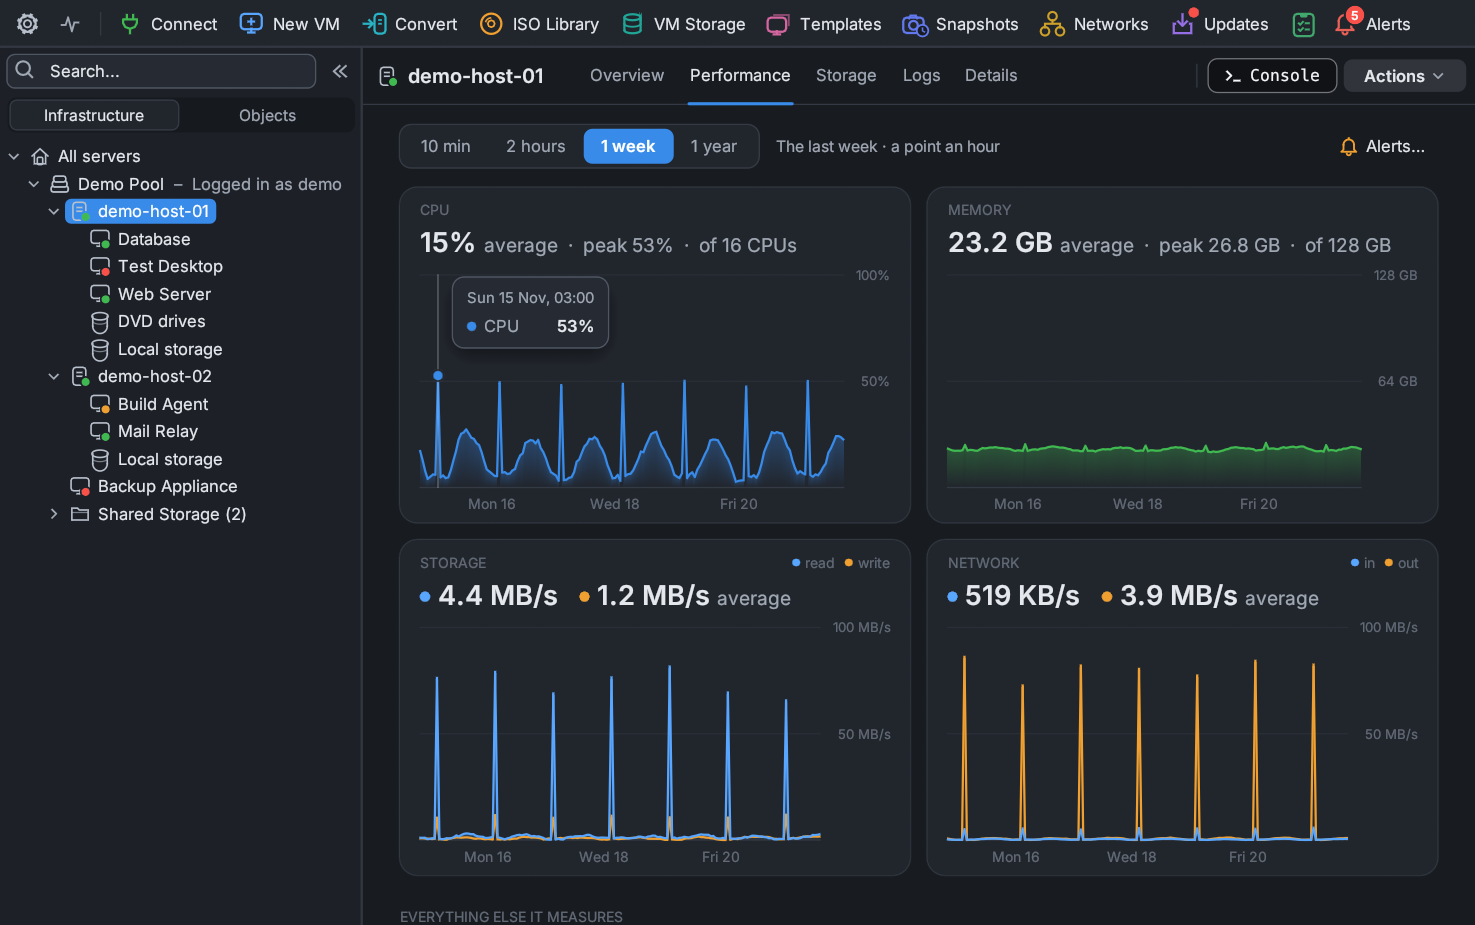 Connect New VM Convert ISO Library VM Storage Templates Snapshots Networks Updates 5 Alerts
Search...
Infrastructure Objects
All servers
Demo Pool – Logged in as demo
demo-host-01
Database
Test Desktop
Web Server
DVD drives
Local storage
demo-host-02
Build Agent
Mail Relay
Local storage
Backup Appliance
Shared Storage (2)
demo-host-01 Overview Performance Storage Logs Details >_ Console Actions
10 min 2 hours 1 week 1 year The last week · a point an hour Alerts...
CPU
15% average · peak 53% · of 16 CPUs
100%
Sun 15 Nov, 03:00
CPU 53%
50%
Mon 16 Wed 18 Fri 20
MEMORY
23.2 GB average · peak 26.8 GB · of 128 GB
128 GB
64 GB
Mon 16 Wed 18 Fri 20
STORAGE read write
4.4 MB/s 1.2 MB/s average
100 MB/s
50 MB/s
Mon 16 Wed 18 Fri 20
NETWORK in out
519 KB/s 3.9 MB/s average
100 MB/s
50 MB/s
Mon 16 Wed 18 Fri 20
EVERYTHING ELSE IT MEASURES